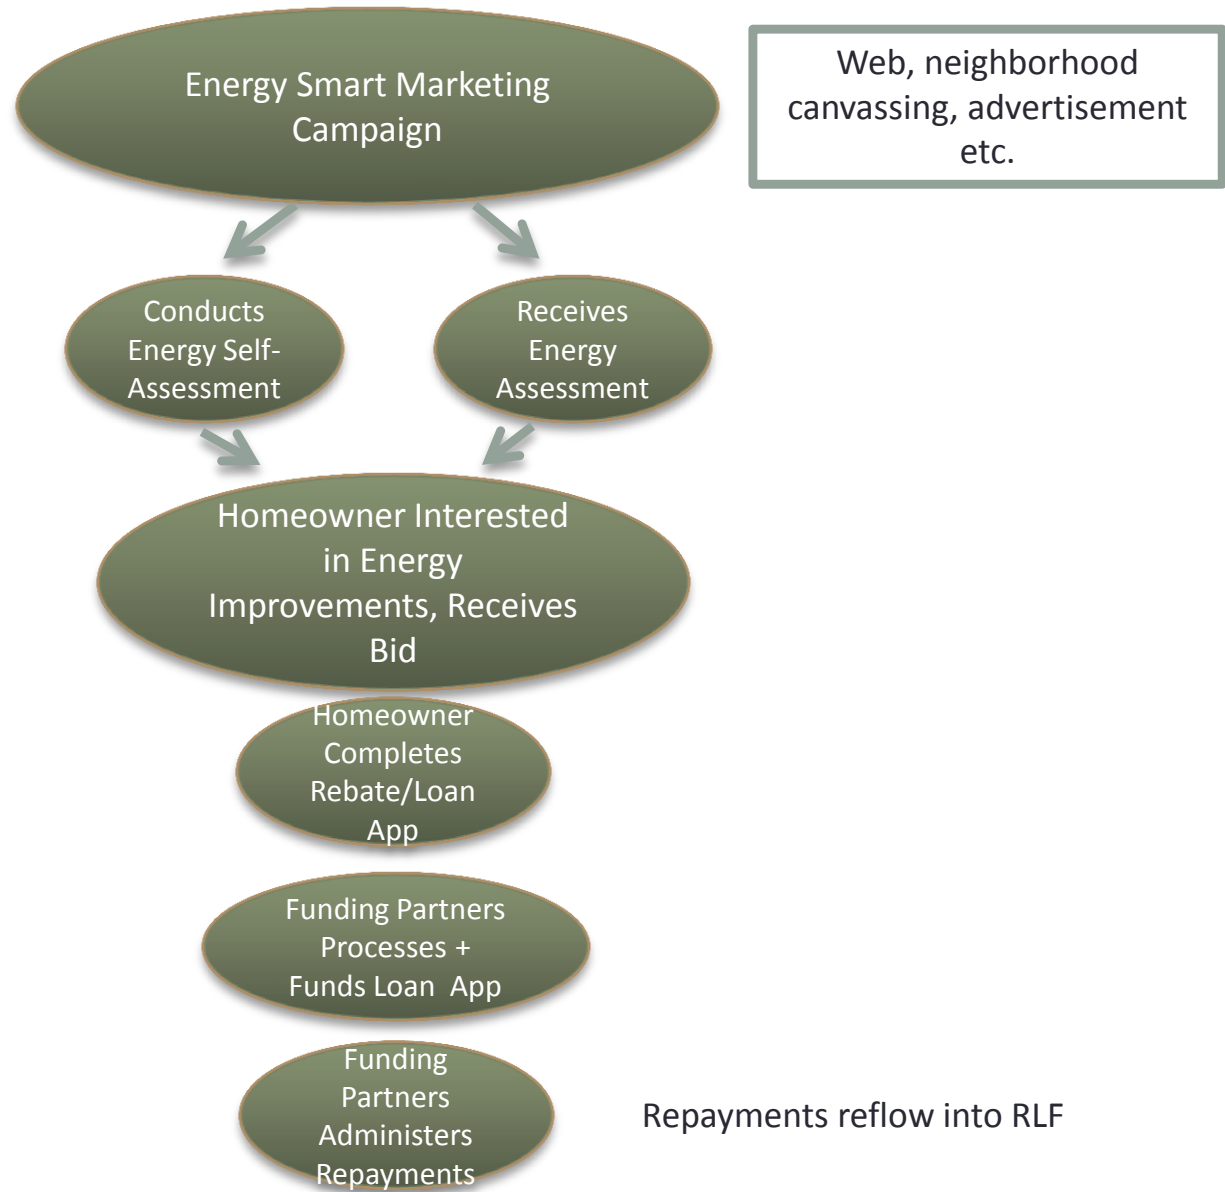 Energy Smart Marketing
Campaign
Web, neighborhood
canvassing, advertisement
etc.
Conducts
Energy Self-
Assessment
Receives
Energy
Assessment
Homeowner Interested
in Energy
Improvements, Receives
Bid
Homeowner
Completes
Rebate/Loan
App
Funding Partners
Processes +
Funds Loan App
Funding
Partners
Administers
Repayments
Repayments reflow into RLF